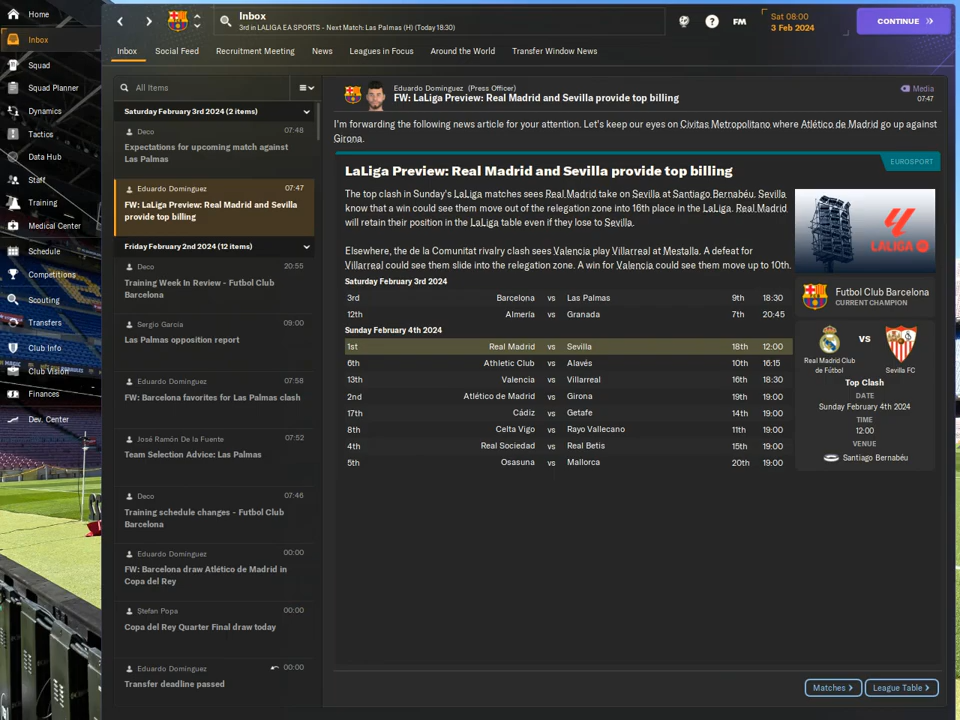 Home
Inbox
Squad
Squad Planner
Dynamics
Tactics
Data Hub
Staff
Training
Medical Center
Schedule
Competitions
Scouting
Transfers
Club Info
Club Vision
Finances
Dev. Center
Inbox
3rd in LALIGA EA SPORTS - Next Match: Las Palmas (H) (Today 18:30)
?
FM
Sat 08:00
3 Feb 2024
CONTINUE
Inbox Social Feed Recruitment Meeting News Leagues in Focus Around the World Transfer Window News
All Items
Saturday February 3rd 2024 (2 items)
Deco 07:48
Expectations for upcoming match against
Las Palmas
Eduardo Dominguez 07:47
FW: LaLiga Preview: Real Madrid and Sevilla
provide top billing
Friday February 2nd 2024 (12 items)
Deco 20:55
Training Week In Review - Futbol Club
Barcelona
Sergio García 09:00
Las Palmas opposition report
Eduardo Dominguez 07:58
FW: Barcelona favorites for Las Palmas clash
José Ramón De la Fuente 07:52
Team Selection Advice: Las Palmas
Deco 07:46
Training schedule changes - Futbol Club
Barcelona
Eduardo Dominguez 00:00
FW: Barcelona draw Atlético de Madrid in
Copa del Rey
Stefan Popa 00:00
Copa del Rey Quarter Final draw today
Eduardo Dominguez 00:00
Transfer deadline passed
Eduardo Dominguez (Press Officer)
FW: LaLiga Preview: Real Madrid and Sevilla provide top billing
Media
07:47
I'm forwarding the following news article for your attention. Let's keep our eyes on Civitas Metropolitano where Atlético de Madrid go up against
Girona.
EUROSPORT
LaLiga Preview: Real Madrid and Sevilla provide top billing
The top clash in Sunday's LaLiga matches sees Real Madrid take on Sevilla at Santiago Bernabéu. Sevilla
know that a win could see them move out of the relegation zone into 16th place in the LaLiga. Real Madrid
will retain their position in the LaLiga table even if they lose to Sevilla.
Elsewhere, the de la Comunitat rivalry clash sees Valencia play Villarreal at Mestalla. A defeat for
Villarreal could see them slide into the relegation zone. A win for Valencia could see them move up to 10th.
Saturday February 3rd 2024
3rd Barcelona vs Las Palmas 9th 18:30
12th Almería vs Granada 7th 20:45
Sunday February 4th 2024
1st Real Madrid vs Sevilla 18th 12:00
6th Athletic Club vs Alavés 10th 16:15
13th Valencia vs Villarreal 16th 18:30
2nd Atlético de Madrid vs Girona 19th 19:00
17th Cádiz vs Getafe 14th 19:00
8th Celta Vigo vs Rayo Vallecano 11th 19:00
4th Real Sociedad vs Real Betis 15th 19:00
5th Osasuna vs Mallorca 20th 19:00
LALIGA
Futbol Club Barcelona
CURRENT CHAMPION
VS
Real Madrid Club
de Fútbol
Sevilla FC
Top Clash
DATE
Sunday February 4th 2024
TIME
12:00
VENUE
Santiago Bernabéu
Matches
League Table